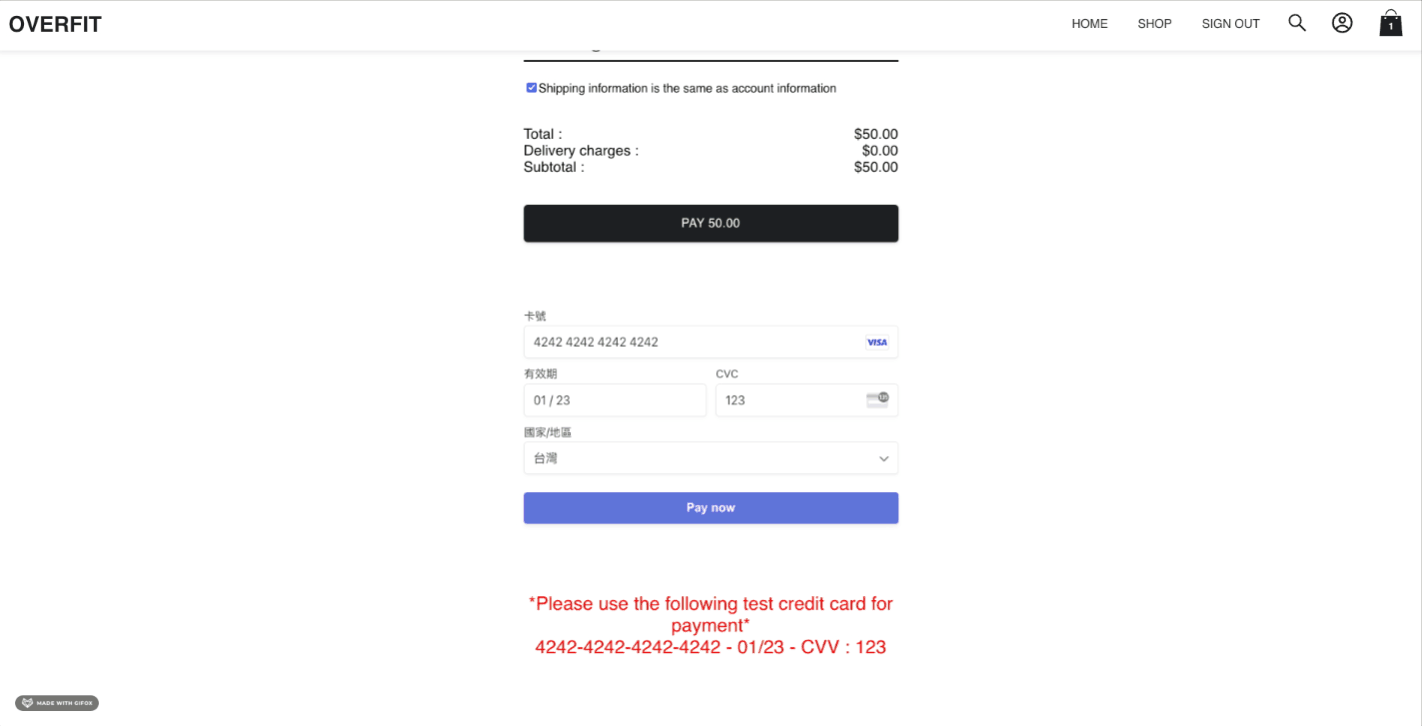 OVERFIT
HOME SHOP SIGN OUT
1
Shipping information is the same as account information
Total : $50.00
Delivery charges : $0.00
Subtotal : $50.00
PAY 50.00
卡號
4242 4242 4242 4242 VISA
有效期 CVC
01 / 23 123
國家/地區
台灣
Pay now
*Please use the following test credit card for
payment*
4242-4242-4242-4242 - 01/23 - CVV : 123
MADE WITH GIFOX